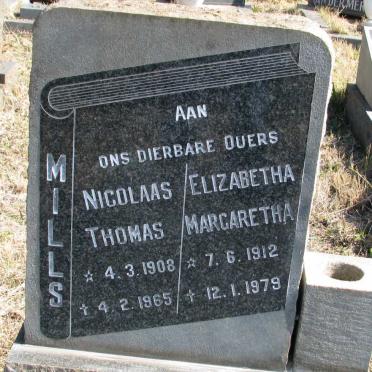 AAN
ONS DIERBARE OUERS
MILLS
NICOLAAS THOMAS
☆ 4.3.1908
✝ 4.2.1965
ELIZABETHA MARGARETHA
☆ 7.6.1912
✝ 12.1.1979